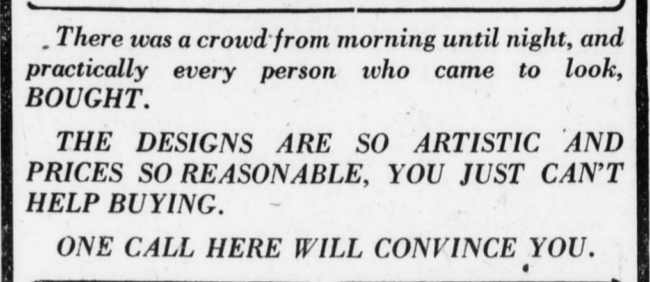 There was a crowd from morning until night, and
practically every person who came to look,
BOUGHT.
THE DESIGNS ARE SO ARTISTIC AND
PRICES SO REASONABLE, YOU JUST CAN'T
HELP BUYING.
ONE CALL HERE WILL CONVINCE YOU.